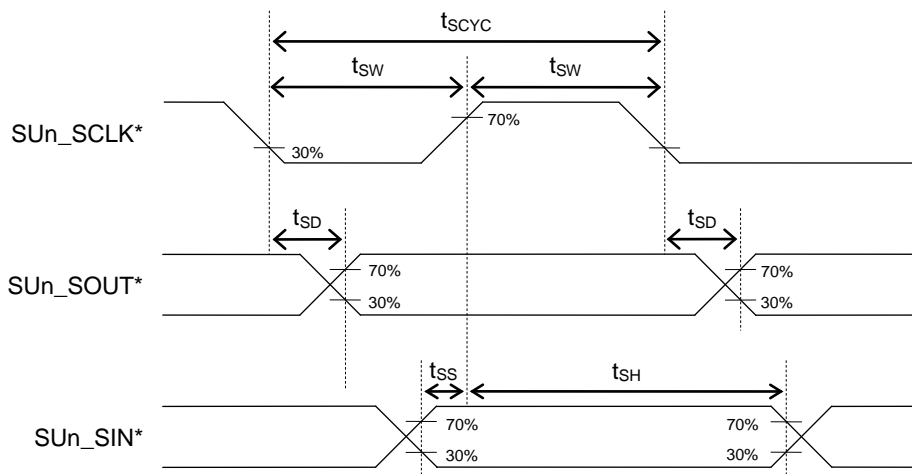 tSCYC
tSW tSW
SUn_SCLK*
70%
30%
tSD tSD
SUn_SOUT*
70% 70%
30% 30%
tSS tSH
SUn_SIN*
70% 70%
30% 30%